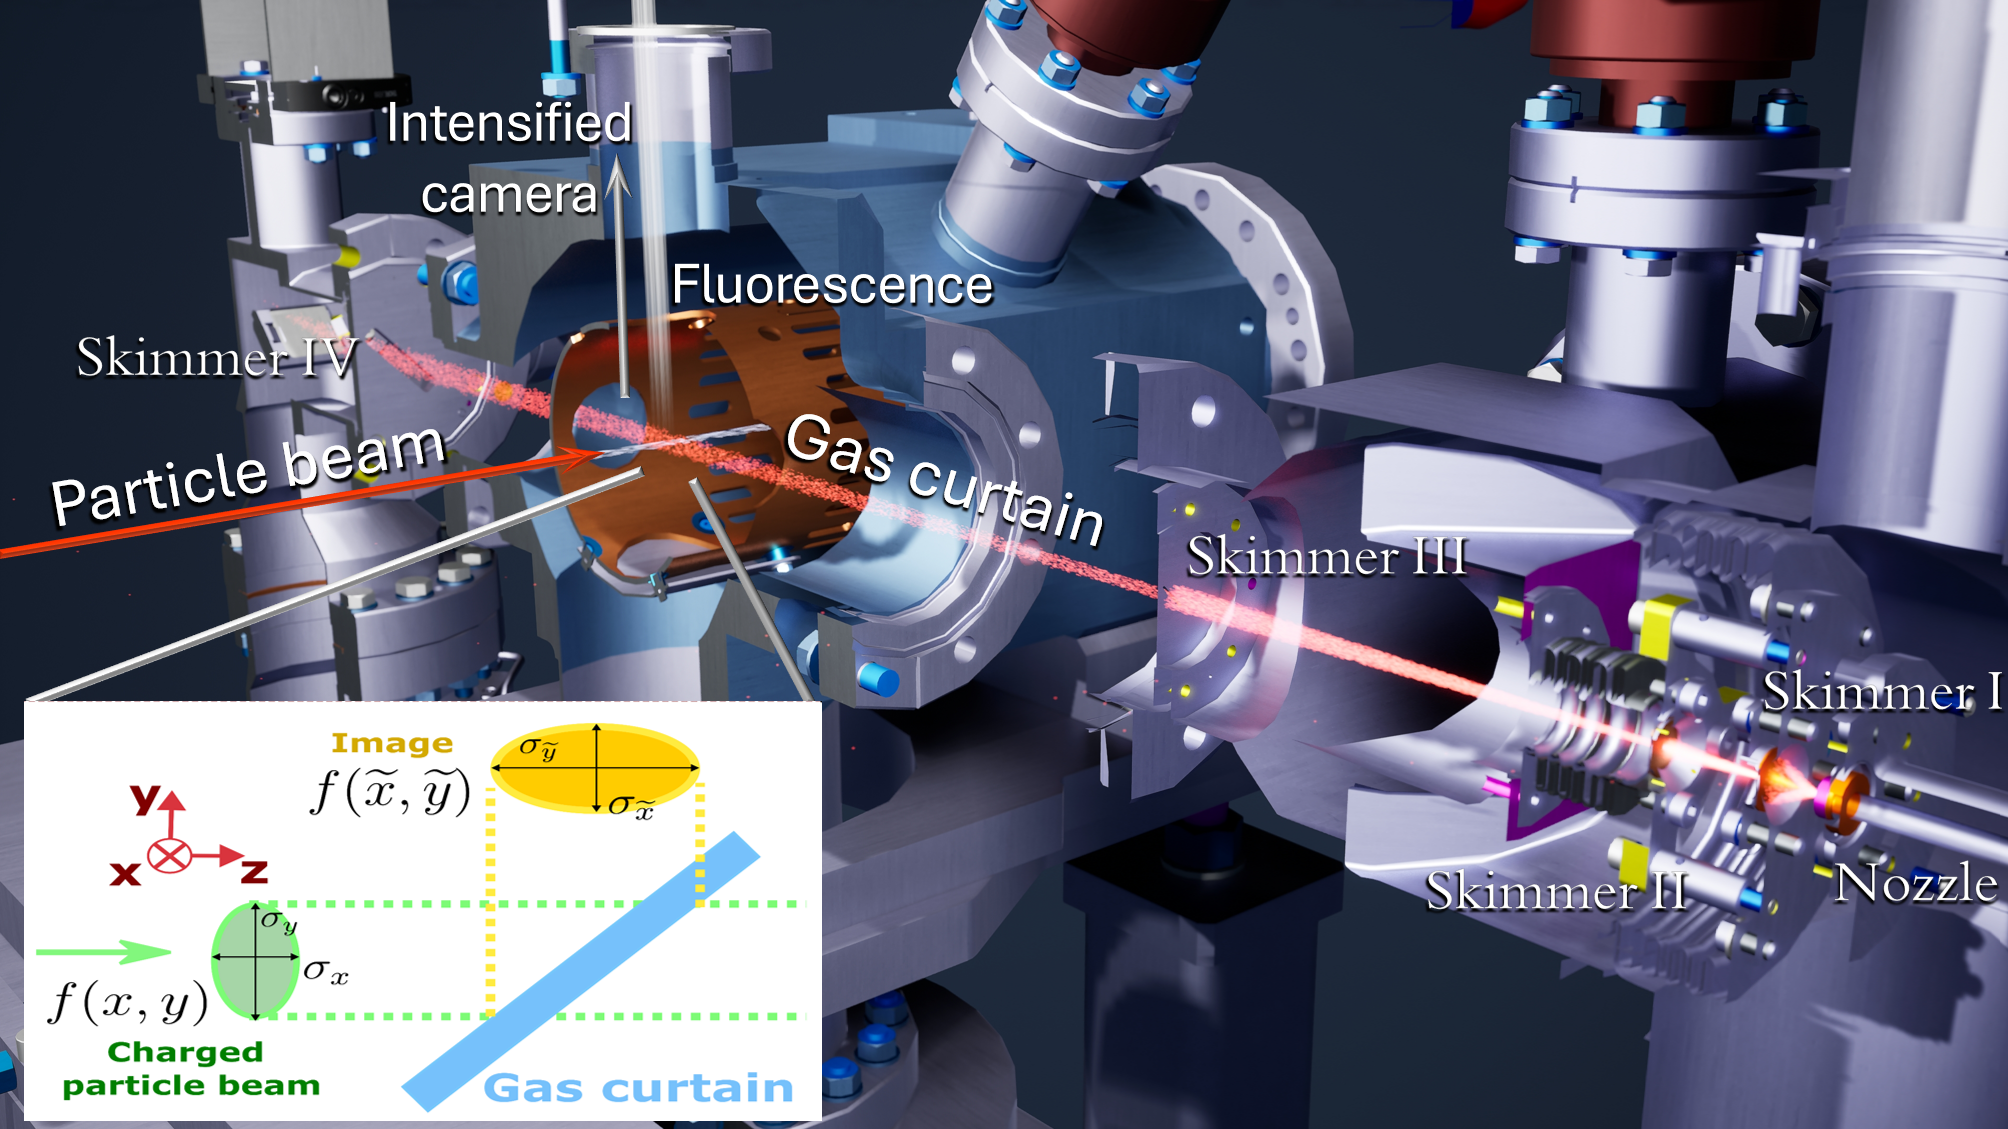 Intensified
camera
Fluorescence
Skimmer IV
Particle beam
Gas curtain
Skimmer III
Skimmer I
Skimmer II
Nozzle
Image
f(x̃, ỹ)
σỹ
σx̃
y
x
z
σy
σx
f(x, y)
Charged
particle beam
Gas curtain